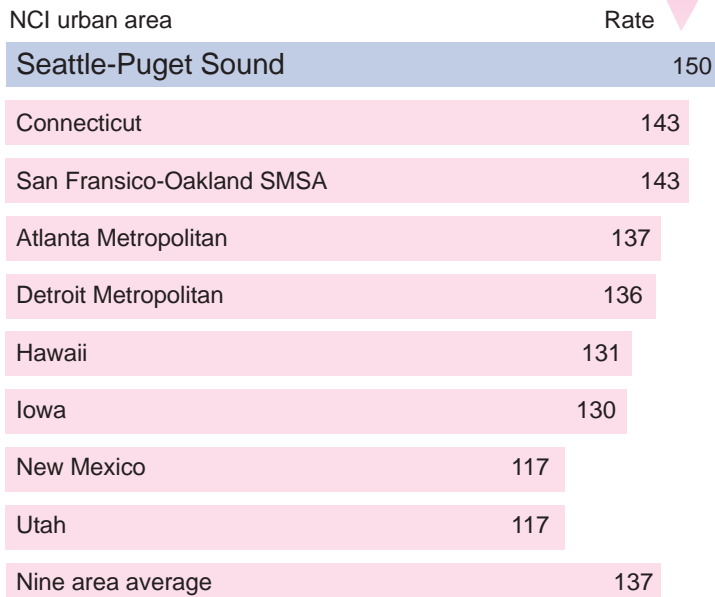 NCI urban area Rate
Seattle-Puget Sound 150
Connecticut 143
San Fransico-Oakland SMSA 143
Atlanta Metropolitan 137
Detroit Metropolitan 136
Hawaii 131
Iowa 130
New Mexico 117
Utah 117
Nine area average 137